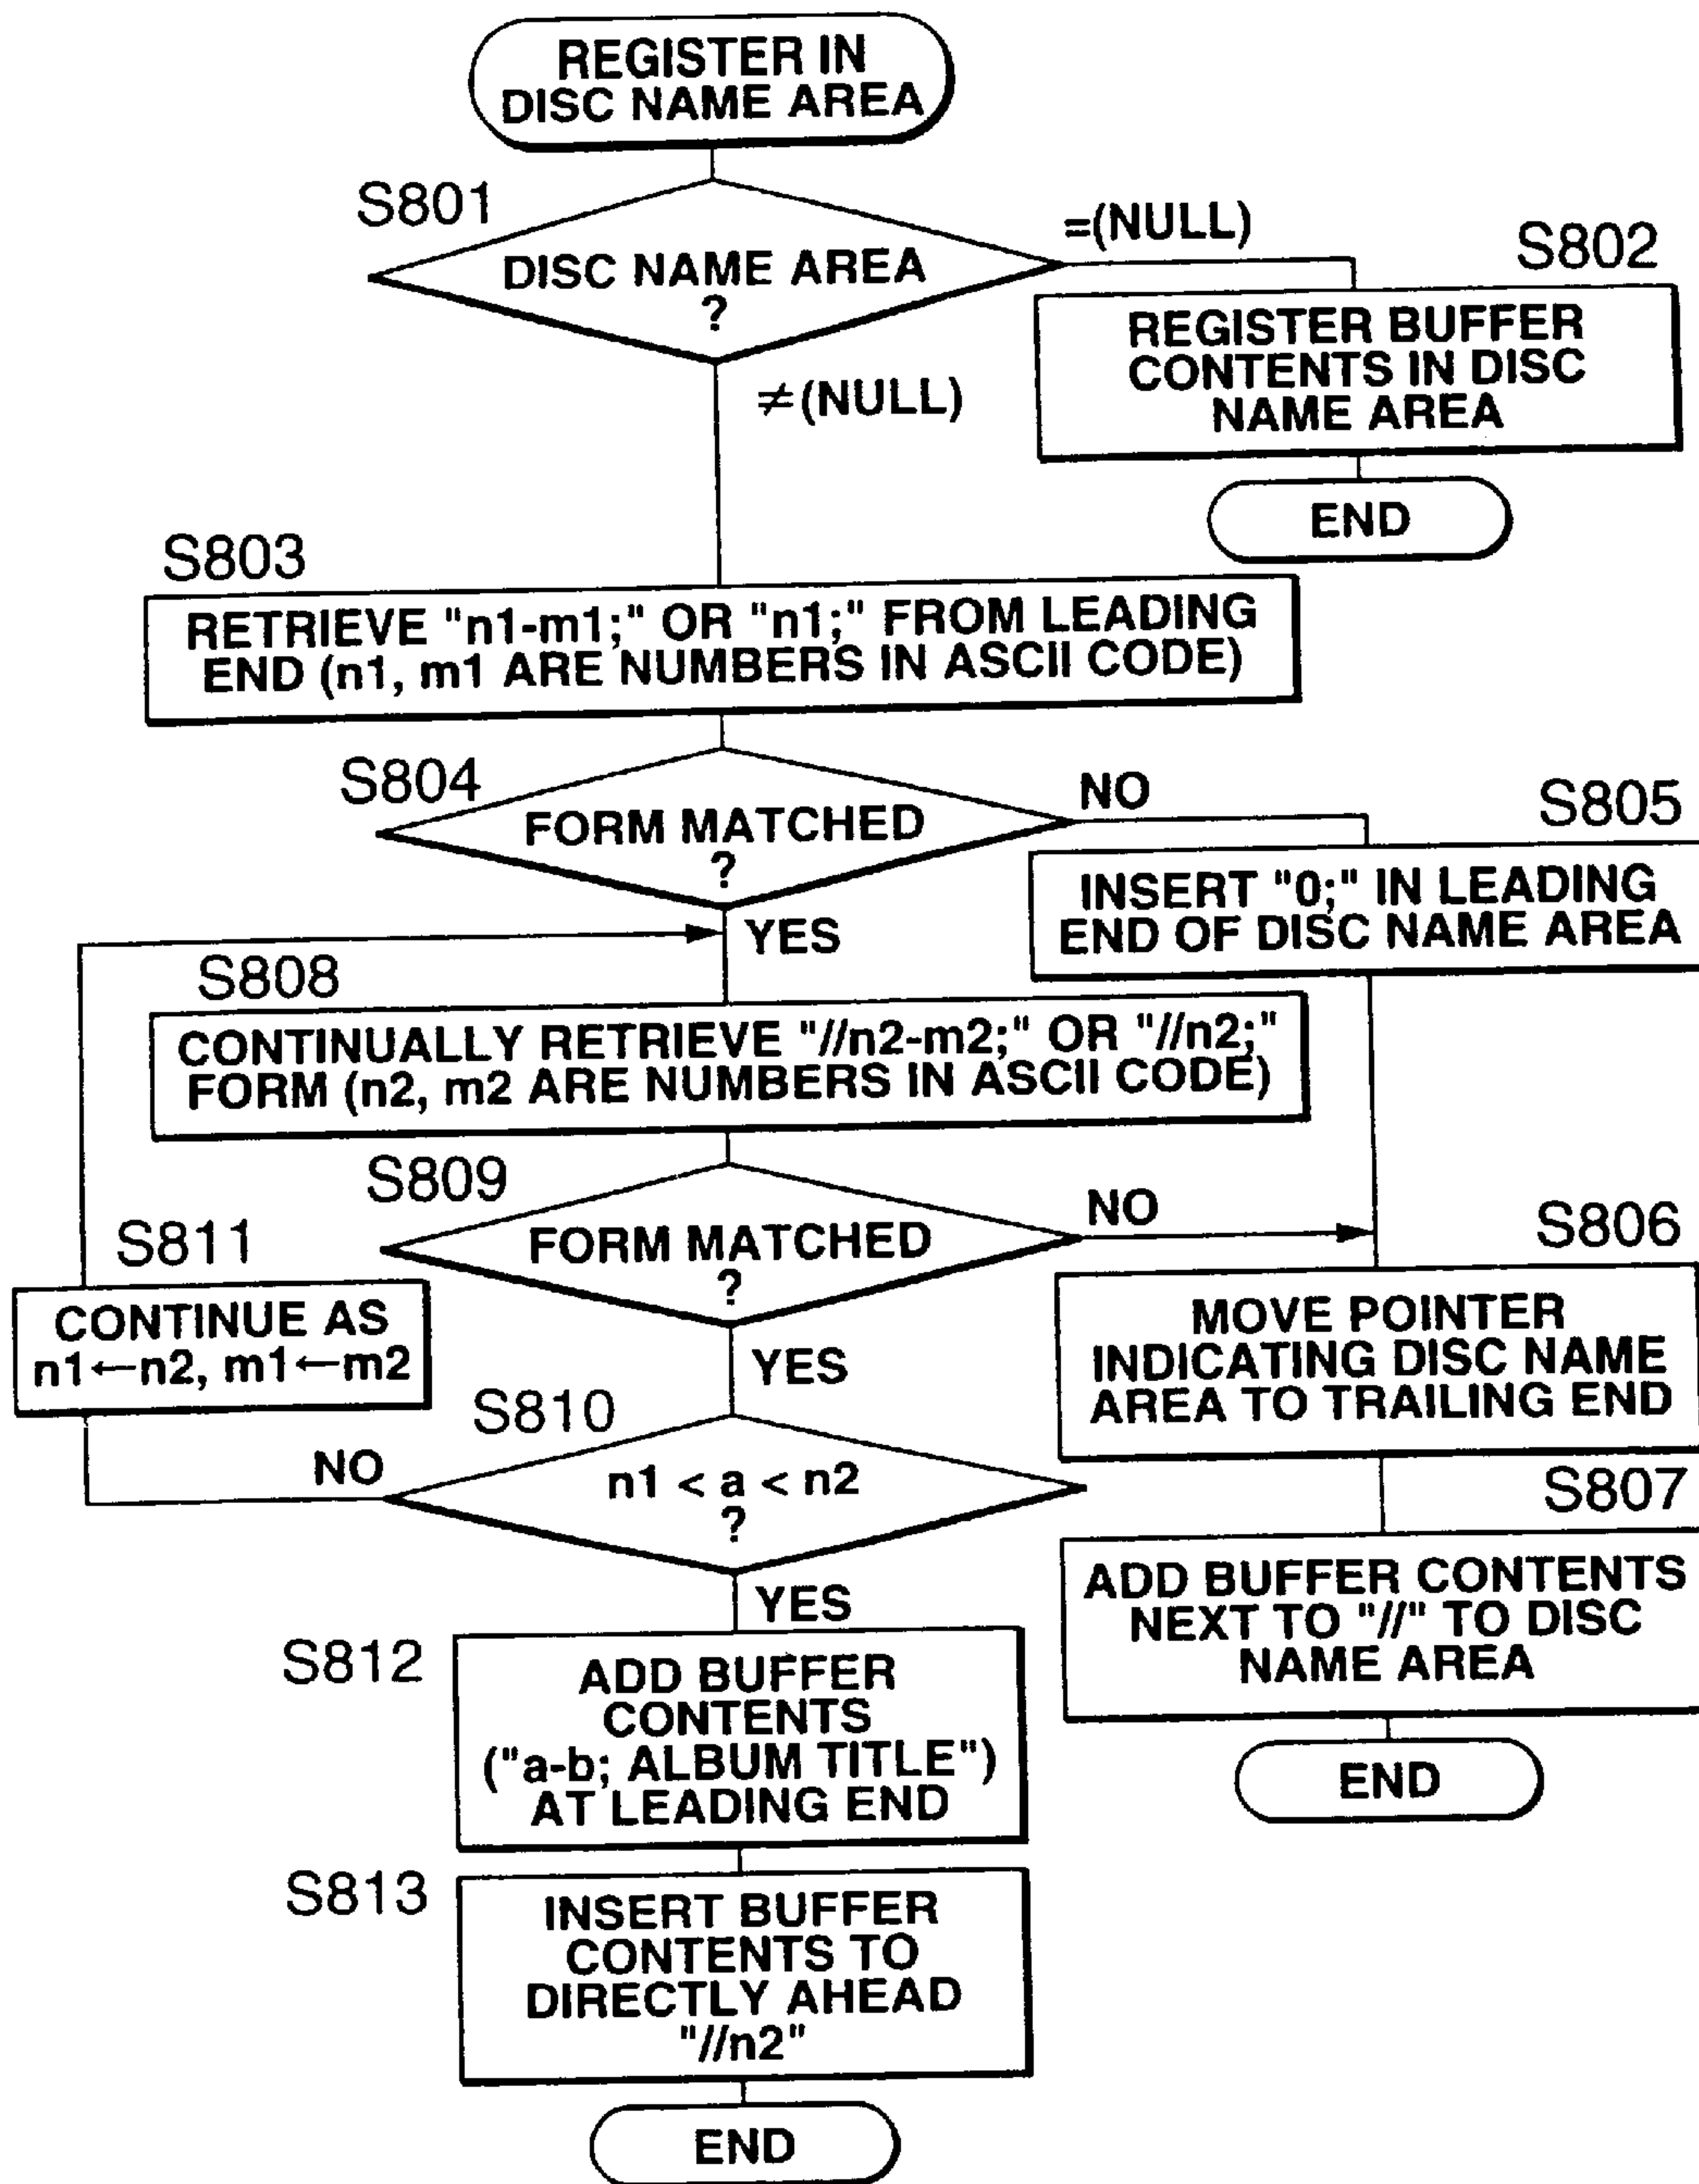 REGISTER IN
DISC NAME AREA
S801
DISC NAME AREA
?
=(NULL)
≠(NULL)
S802
REGISTER BUFFER
CONTENTS IN DISC
NAME AREA
END
S803
RETRIEVE "n1-m1;" OR "n1;" FROM LEADING
END (n1, m1 ARE NUMBERS IN ASCII CODE)
S804
FORM MATCHED
?
NO
YES
S805
INSERT "0;" IN LEADING
END OF DISC NAME AREA
S808
CONTINUALLY RETRIEVE "//n2-m2;" OR "//n2;"
FORM (n2, m2 ARE NUMBERS IN ASCII CODE)
S809
FORM MATCHED
?
NO
YES
S811
CONTINUE AS
n1←n2, m1←m2
S806
MOVE POINTER
INDICATING DISC NAME
AREA TO TRAILING END
S810
n1 < a < n2
?
NO
YES
S807
ADD BUFFER CONTENTS
NEXT TO "//" TO DISC
NAME AREA
END
S812
ADD BUFFER
CONTENTS
("a-b; ALBUM TITLE")
AT LEADING END
S813
INSERT BUFFER
CONTENTS TO
DIRECTLY AHEAD
"//n2"
END